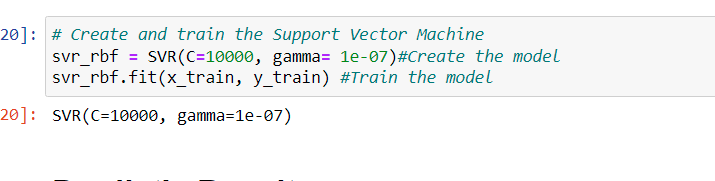 20]: # Create and train the Support Vector Machine
svr_rbf = SVR(C=10000, gamma= 1e-07)#Create the model
svr_rbf.fit(x_train, y_train) #Train the model
20]: SVR(C=10000, gamma=1e-07)